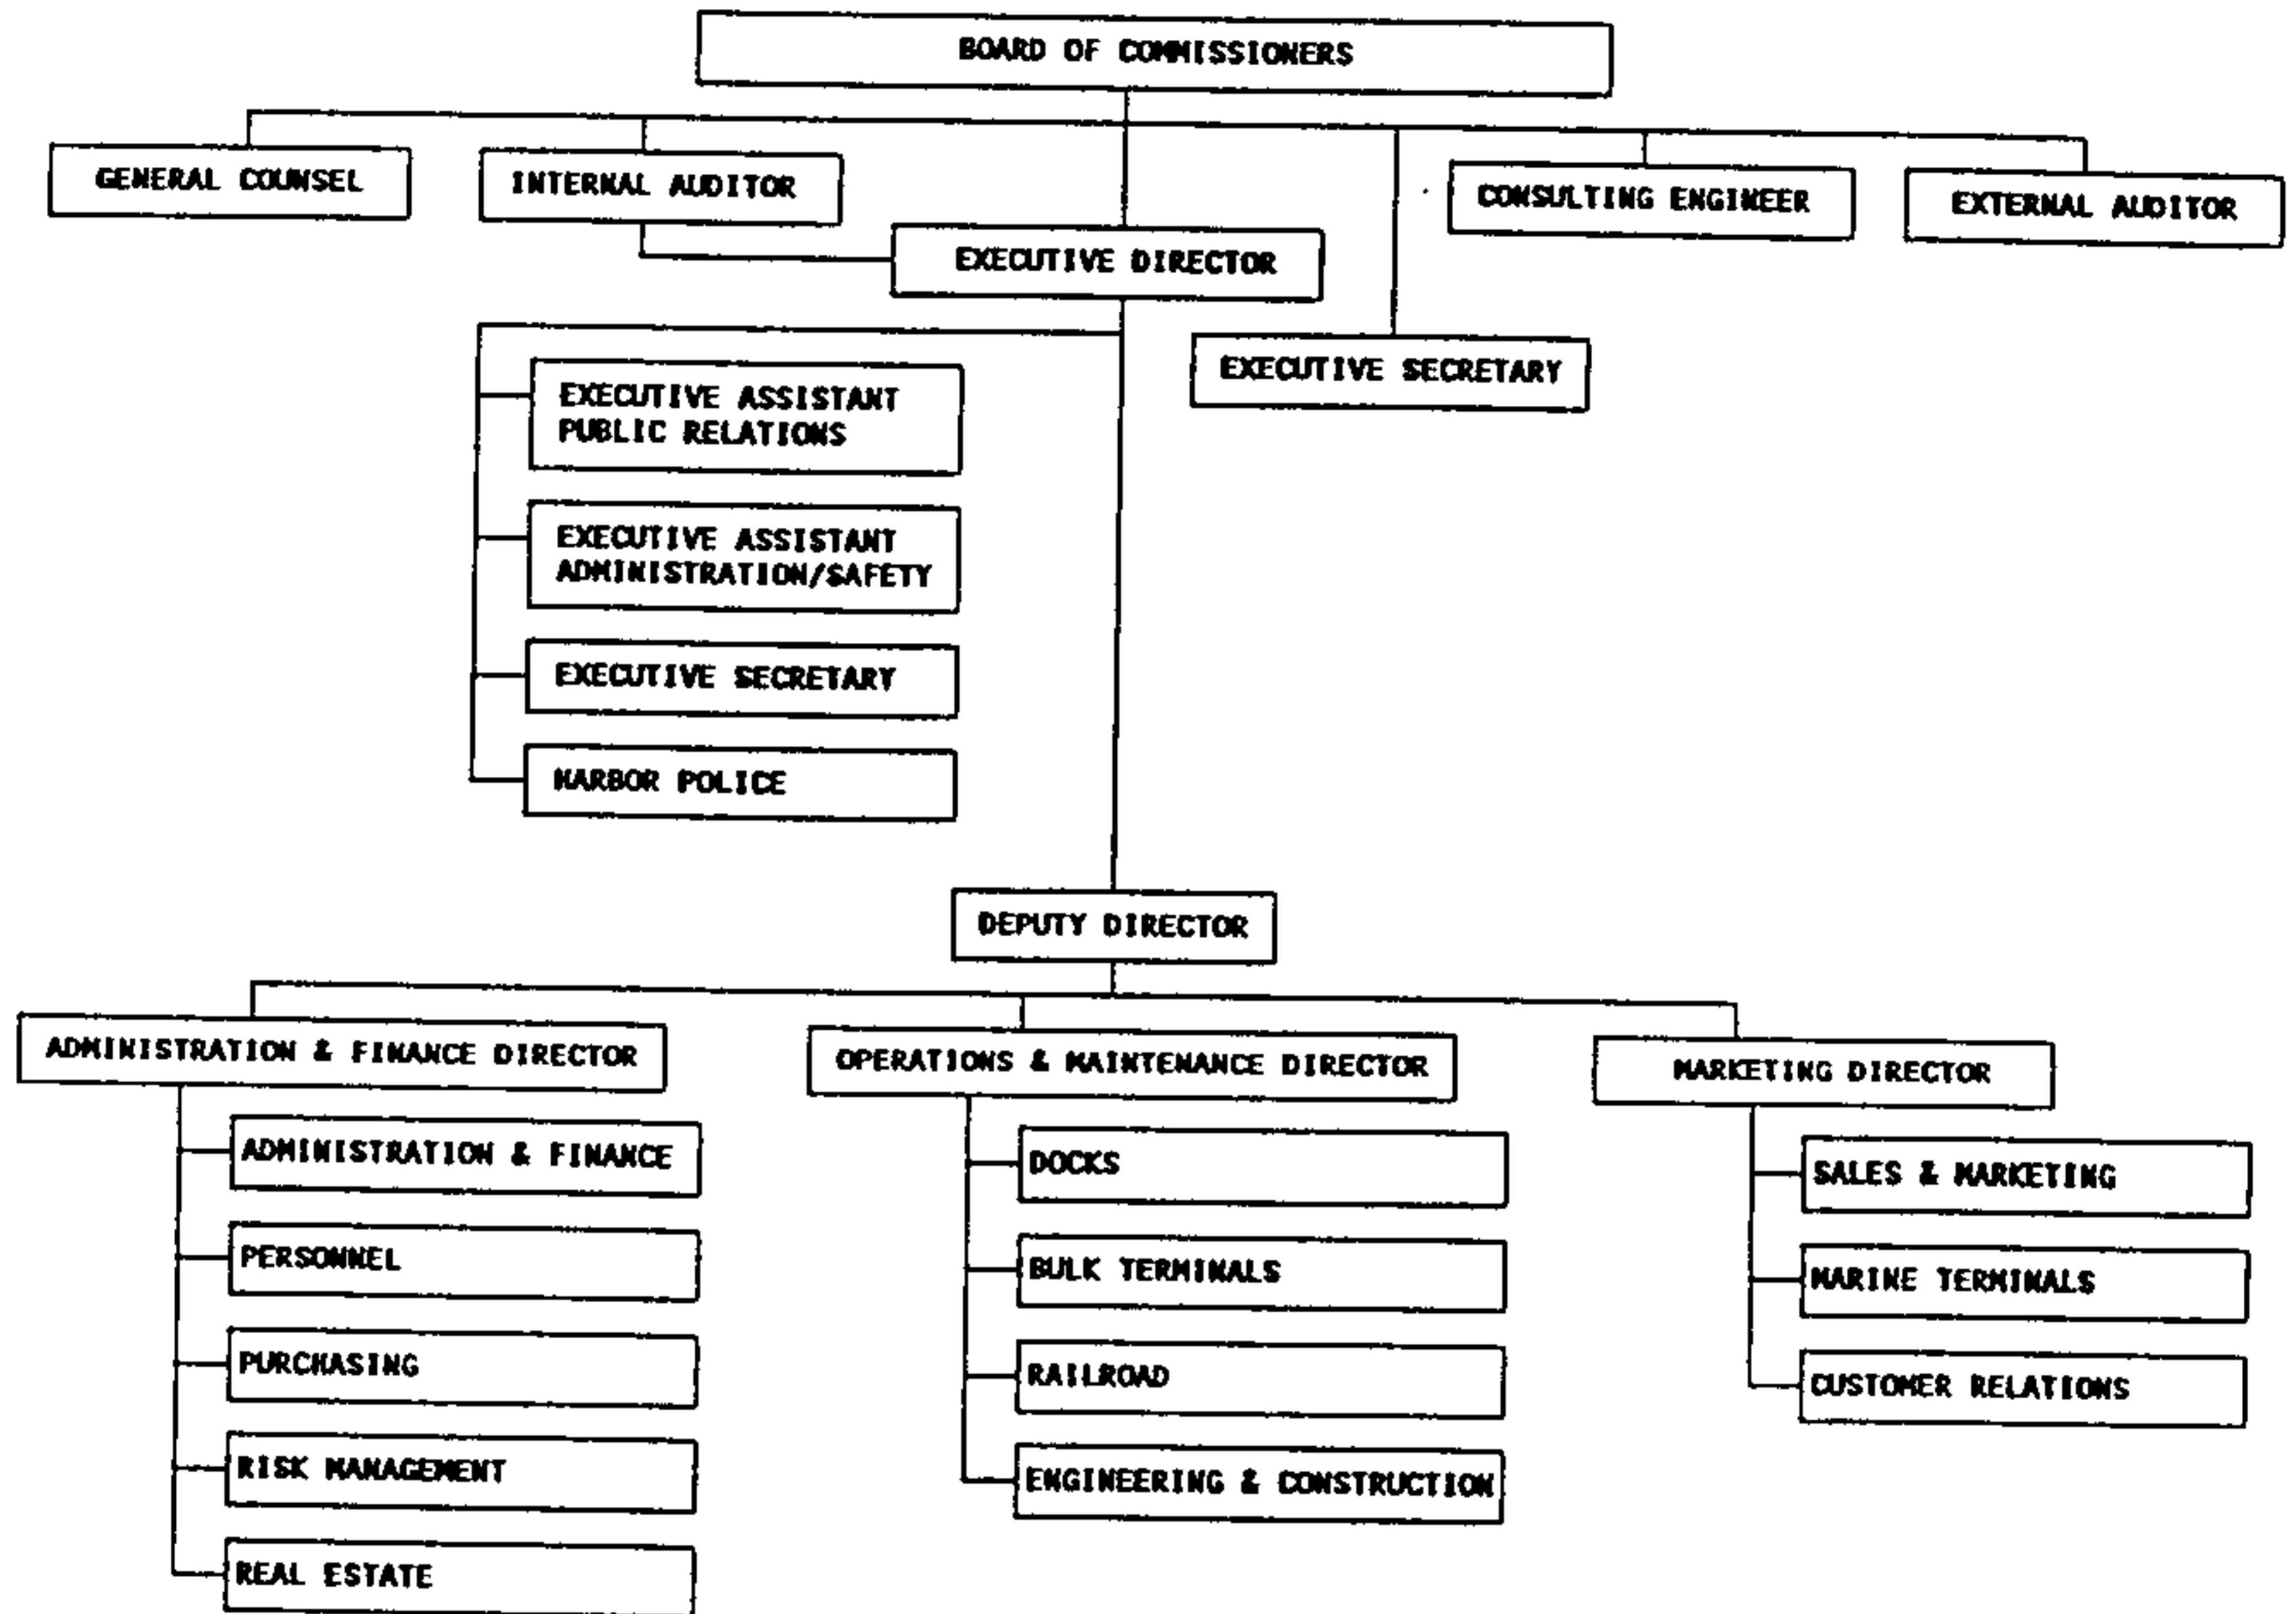 BOARD OF COMMISSIONERS
GENERAL COUNSEL
INTERNAL AUDITOR
CONSULTING ENGINEER
EXTERNAL AUDITOR
EXECUTIVE DIRECTOR
EXECUTIVE SECRETARY
EXECUTIVE ASSISTANT
PUBLIC RELATIONS
EXECUTIVE ASSISTANT
ADMINISTRATION/SAFETY
EXECUTIVE SECRETARY
HARBOR POLICE
DEPUTY DIRECTOR
ADMINISTRATION & FINANCE DIRECTOR
ADMINISTRATION & FINANCE
PERSONNEL
PURCHASING
RISK MANAGEMENT
REAL ESTATE
OPERATIONS & MAINTENANCE DIRECTOR
DOCKS
BULK TERMINALS
RAILROAD
ENGINEERING & CONSTRUCTION
MARKETING DIRECTOR
SALES & MARKETING
MARINE TERMINALS
CUSTOMER RELATIONS